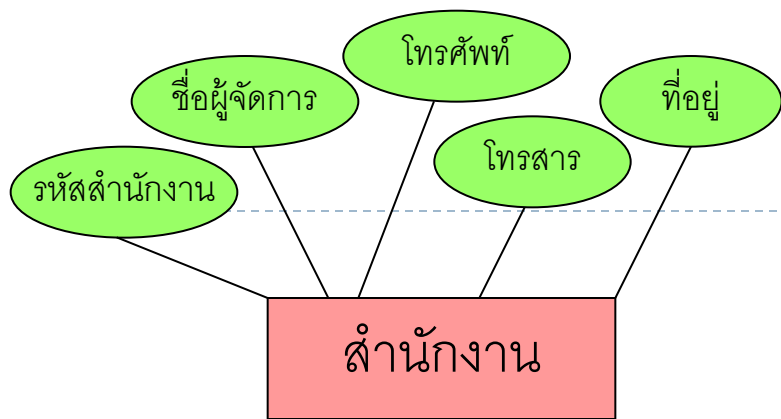 โทรศัพท์
ชื่อผู้จัดการ
ที่อยู่
โทรสาร
รหัสสำนักงาน
สำนักงาน